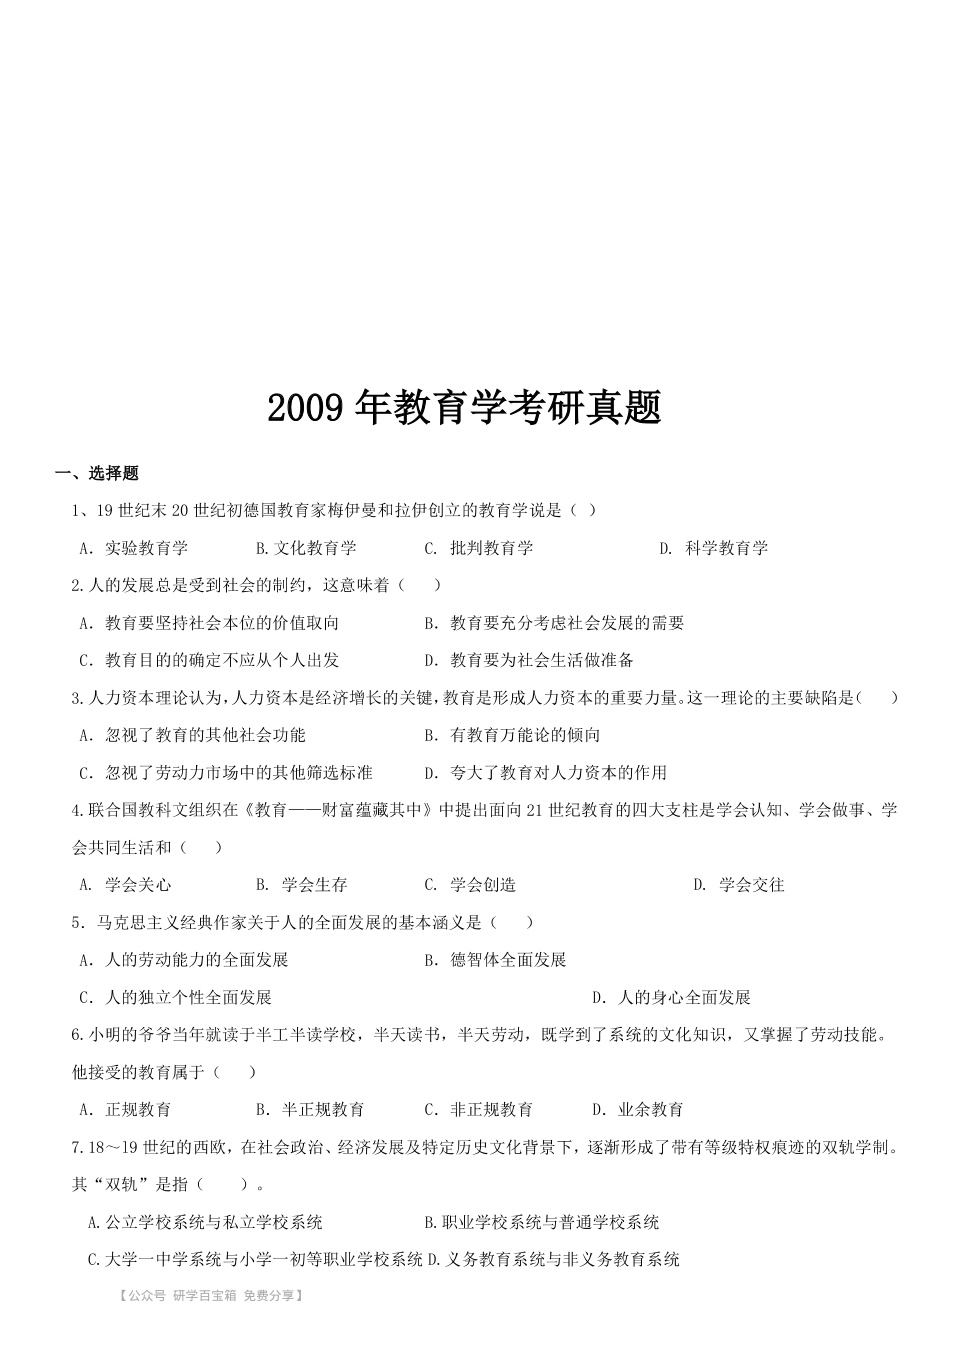 2009 年教育学考研真题
一、选择题
1、19 世纪末 20 世纪初德国教育家梅伊曼和拉伊创立的教育学说是（ ）
A．实验教育学 B.文化教育学 C. 批判教育学 D. 科学教育学
2.人的发展总是受到社会的制约，这意味着（ ）
A．教育要坚持社会本位的价值取向 B．教育要充分考虑社会发展的需要
C．教育目的的确定不应从个人出发 D．教育要为社会生活做准备
3.人力资本理论认为，人力资本是经济增长的关键，教育是形成人力资本的重要力量。这一理论的主要缺陷是（ ）
A．忽视了教育的其他社会功能 B．有教育万能论的倾向
C．忽视了劳动力市场中的其他筛选标准 D．夸大了教育对人力资本的作用
4.联合国教科文组织在《教育——财富蕴藏其中》中提出面向 21 世纪教育的四大支柱是学会认知、学会做事、学
会共同生活和（ ）
A. 学会关心 B. 学会生存 C. 学会创造 D. 学会交往
5．马克思主义经典作家关于人的全面发展的基本涵义是（ ）
A．人的劳动能力的全面发展 B．德智体全面发展
C．人的独立个性全面发展 D．人的身心全面发展
6.小明的爷爷当年就读于半工半读学校，半天读书，半天劳动，既学到了系统的文化知识，又掌握了劳动技能。
他接受的教育属于（ ）
A．正规教育 B．半正规教育 C．非正规教育 D．业余教育
7.18～19 世纪的西欧，在社会政治、经济发展及特定历史文化背景下，逐渐形成了带有等级特权痕迹的双轨学制。
其“双轨”是指（ ）。
A.公立学校系统与私立学校系统 B.职业学校系统与普通学校系统
C.大学一中学系统与小学一初等职业学校系统 D.义务教育系统与非义务教育系统
【公众号 研学百宝箱 免费分享】